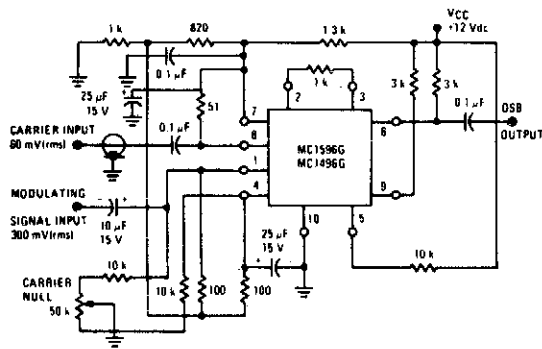 1 k
820
1.3 k
VCC
+12 Vdc
0.1 μF
25 μF
15 V
51
1 k
2
3
3 k
3 k
0.1 μF
DSB
OUTPUT
CARRIER INPUT
60 mV(rms)
0.1 μF
7
8
1
4
MC1596G
MC1496G
6
9
10
5
MODULATING
SIGNAL INPUT
300 mV(rms)
- +
10 μF
15 V
25 μF
15 V
+
10 k
CARRIER
NULL
50 k
10 k
100
100
10 k